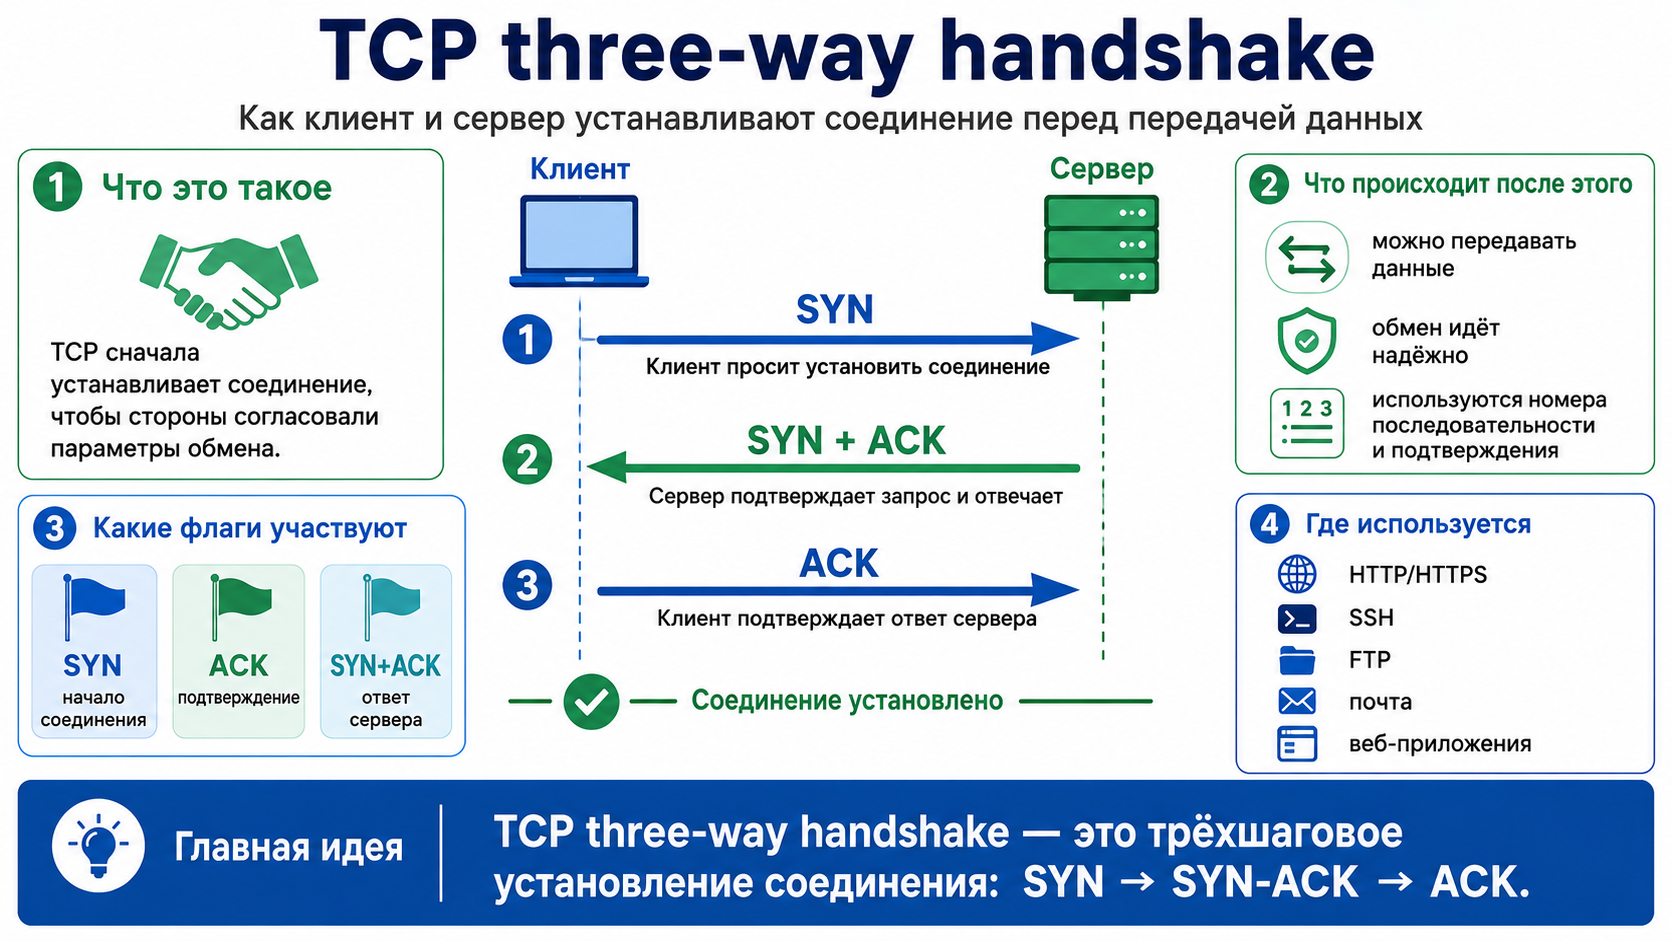 TCP three-way handshake
Как клиент и сервер устанавливают соединение перед передачей данных
1 Что это такое
TCP сначала
устанавливает соединение,
чтобы стороны согласовали
параметры обмена.
Клиент
Сервер
1
SYN
Клиент просит установить соединение
2
SYN + ACK
Сервер подтверждает запрос и отвечает
3
ACK
Клиент подтверждает ответ сервера
Соединение установлено
2 Что происходит после этого
можно передавать
данные
обмен идёт
надёжно
1 2 3
используются номера
последовательности
и подтверждения
3 Какие флаги участвуют
SYN
начало
соединения
ACK
подтверждение
SYN+ACK
ответ
сервера
4 Где используется
HTTP/HTTPS
SSH
FTP
почта
веб-приложения
Главная идея
TCP three-way handshake — это трёхшаговое
установление соединения: SYN → SYN-ACK → ACK.